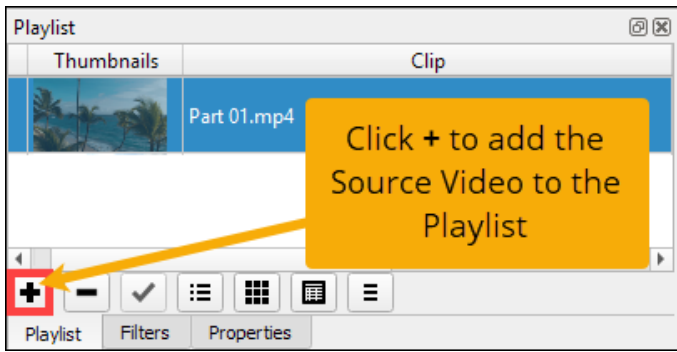 Playlist
Thumbnails Clip
Part 01.mp4
Click + to add the
Source Video to the
Playlist
Playlist Filters Properties